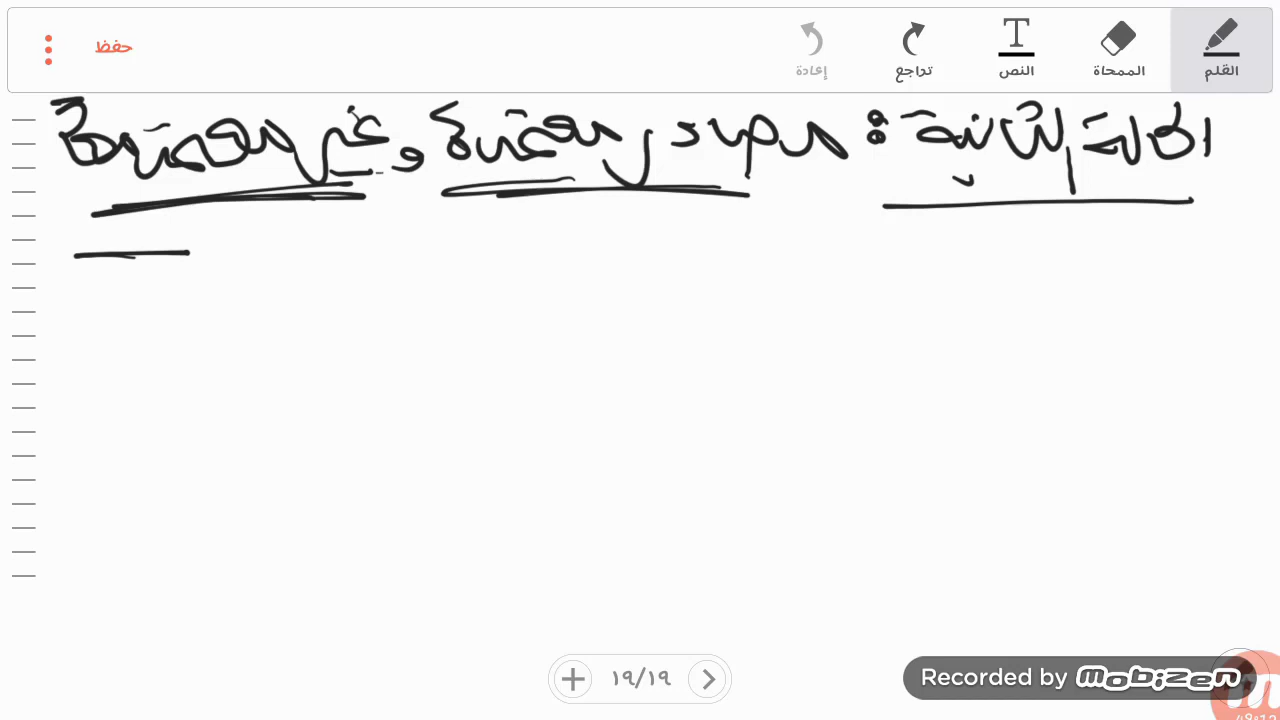 القلم الممحاة النص تراجع إعادة حفظ
الحالة الثانية: مصادر معتبرة وغير معتبرة
١٩/١٩
Recorded by mobizen